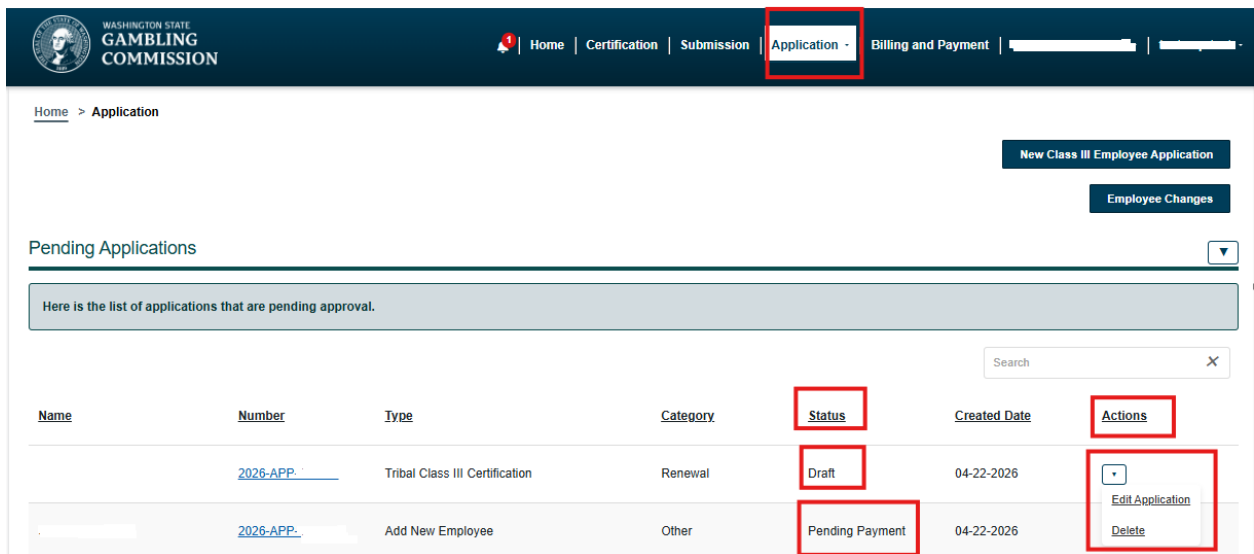 WASHINGTON STATE
GAMBLING
COMMISSION
1
Home | Certification | Submission | Application - Billing and Payment |
Home > Application
New Class III Employee Application
Employee Changes
Pending Applications
Here is the list of applications that are pending approval.
Search ×
Name Number Type Category Status Created Date Actions
2026-APP- Tribal Class III Certification Renewal Draft 04-22-2026
Edit Application
Delete
2026-APP- Add New Employee Other Pending Payment 04-22-2026